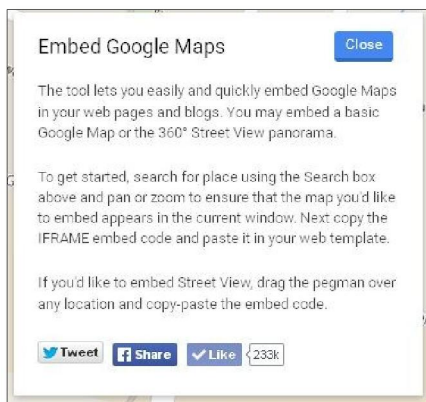 Embed Google Maps
Close
The tool lets you easily and quickly embed Google Maps
in your web pages and blogs. You may embed a basic
Google Map or the 360° Street View panorama.
To get started, search for place using the Search box
above and pan or zoom to ensure that the map you'd like
to embed appears in the current window. Next copy the
IFRAME embed code and paste it in your web template.
If you'd like to embed Street View, drag the pegman over
any location and copy-paste the embed code.
Tweet
Share
Like
233k